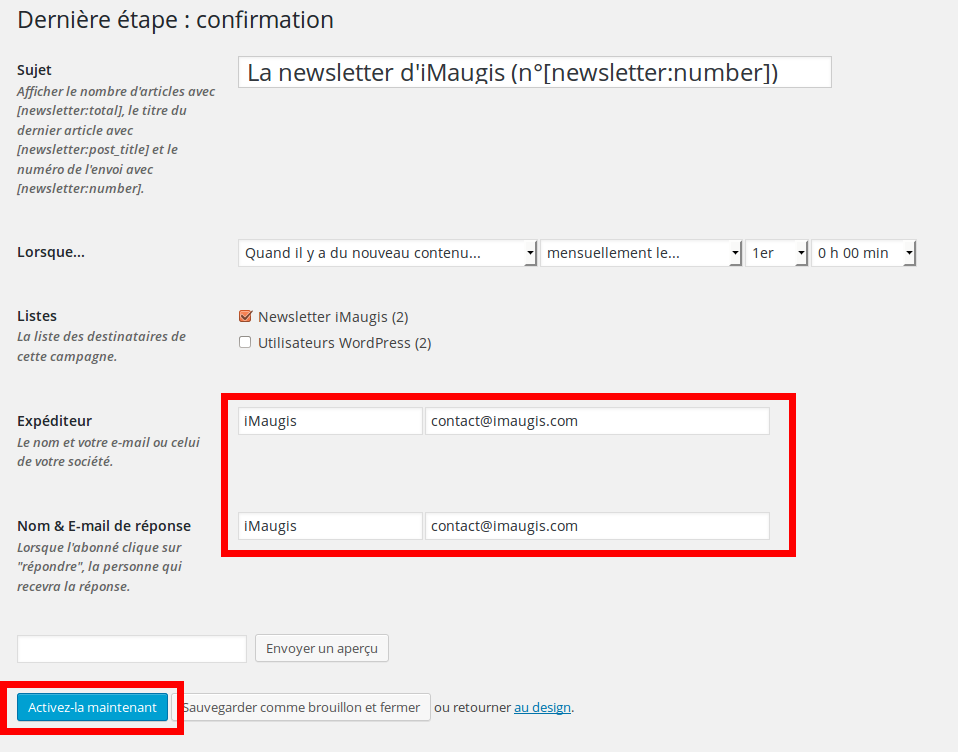 Dernière étape : confirmation
Sujet
Afficher le nombre d'articles avec
[newsletter:total], le titre du
dernier article avec
[newsletter:post_title] et le
numéro de l'envoi avec
[newsletter:number].
La newsletter d'iMaugis (n°[newsletter:number])
Lorsque...
Quand il y a du nouveau contenu... mensuellement le... 1er 0 h 00 min
Listes
La liste des destinataires de
cette campagne.
Newsletter iMaugis (2)
Utilisateurs WordPress (2)
Expéditeur
Le nom et votre e-mail ou celui
de votre société.
iMaugis contact@imaugis.com
Nom & E-mail de réponse
Lorsque l'abonné clique sur
"répondre", la personne qui
recevra la réponse.
iMaugis contact@imaugis.com
Envoyer un aperçu
Activez-la maintenant Sauvegarder comme brouillon et fermer ou retourner au design.